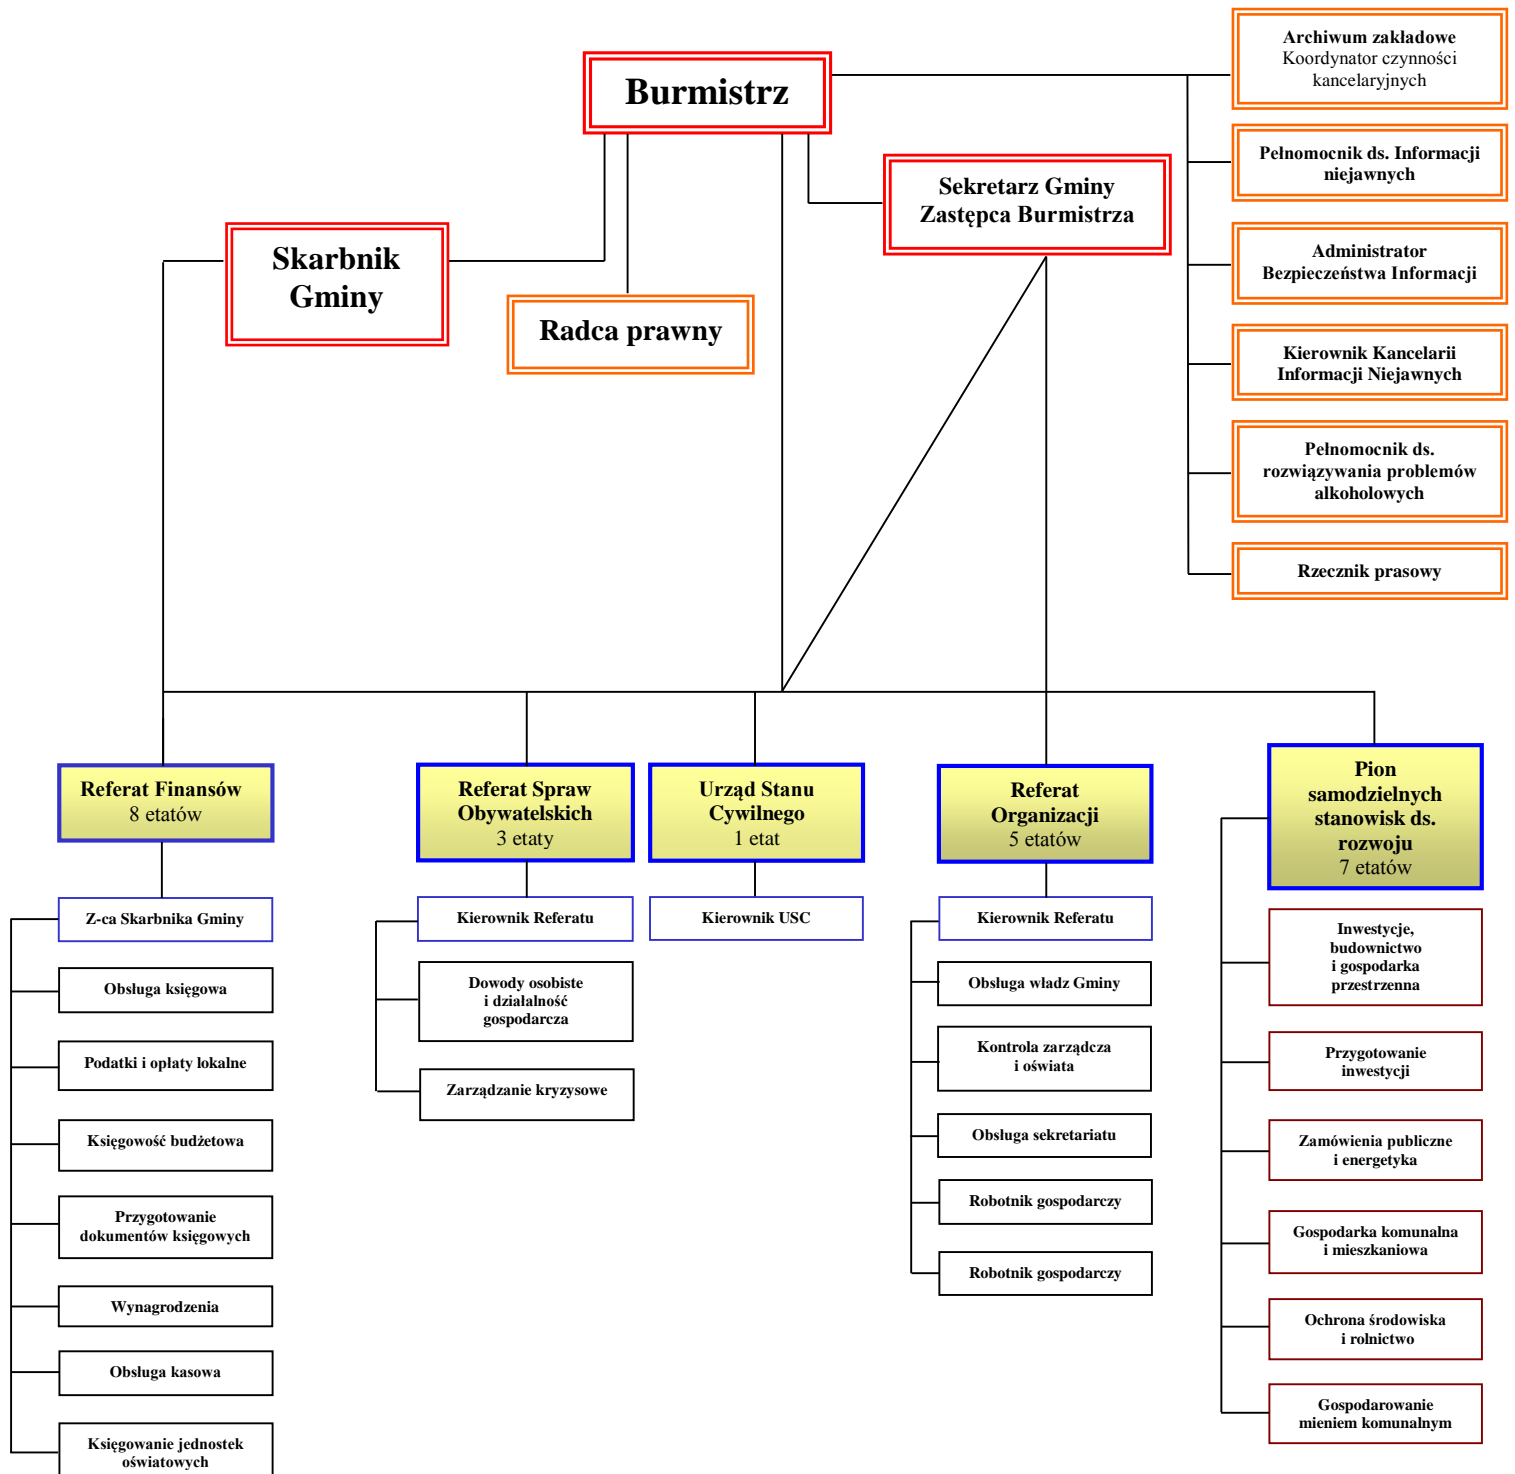 Burmistrz
Archiwum zakładowe
Koordynator czynności
kancelaryjnych
Pełnomocnik ds. Informacji
niejawnych
Sekretarz Gminy
Zastępca Burmistrza
Skarbnik
Gminy
Radca prawny
Administrator
Bezpieczeństwa Informacji
Kierownik Kancelarii
Informacji Niejawnych
Pełnomocnik ds.
rozwiązywania problemów
alkoholowych
Rzecznik prasowy
Referat Finansów
8 etatów
Z-ca Skarbnika Gminy
Obsługa księgowa
Podatki i opłaty lokalne
Księgowość budżetowa
Przygotowanie
dokumentów księgowych
Wynagrodzenia
Obsługa kasowa
Księgowanie jednostek
oświatowych
Referat Spraw
Obywatelskich
3 etaty
Kierownik Referatu
Dowody osobiste
i działalność
gospodarcza
Zarządzanie kryzysowe
Urząd Stanu
Cywilnego
1 etat
Kierownik USC
Referat
Organizacji
5 etatów
Kierownik Referatu
Obsługa władz Gminy
Kontrola zarządcza
i oświata
Obsługa sekretariatu
Robotnik gospodarczy
Robotnik gospodarczy
Pion
samodzielnych
stanowisk ds.
rozwoju
7 etatów
Inwestycje,
budownictwo
i gospodarka
przestrzenna
Przygotowanie
inwestycji
Zamówienia publiczne
i energetyka
Gospodarka komunalna
i mieszkaniowa
Ochrona środowiska
i rolnictwo
Gospodarowanie
mieniem komunalnym